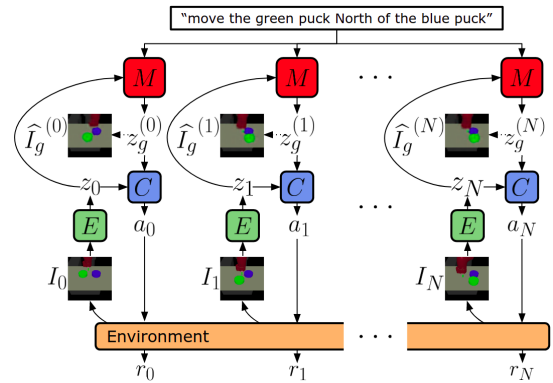 “move the green puck North of the blue puck”
M M · · · M
Î_g^(0) z_g^(0) Î_g^(1) z_g^(1) Î_g^(N) z_g^(N)
z_0 C z_1 C z_N C
E a_0 E a_1 · · · E a_N
I_0 I_1 I_N
Environment · · ·
r_0 r_1 r_N